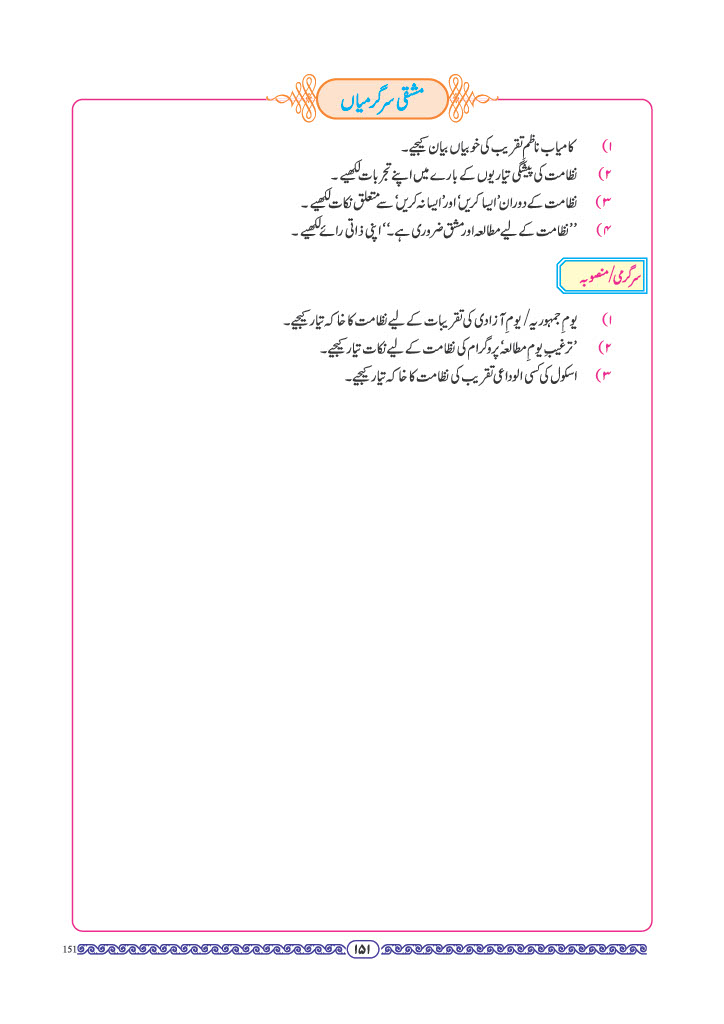 مشقی سرگرمیاں
۱) کامیاب ناظمِ تقریب کی خوبیاں بیان کیجیے۔
۲) نظامت کی پیشگی تیاریوں کے بارے میں اپنے تجربات لکھیے۔
۳) نظامت کے دوران ’ایسا کریں‘ اور ’ایسا نہ کریں‘ سے متعلق نکات لکھیے۔
۴) ’’نظامت کے لیے مطالعہ اور مشق ضروری ہے۔‘‘ اپنی ذاتی رائے لکھیے۔
سرگرمی/منصوبہ
۱) یومِ جمہوریہ/ یومِ آزادی کی تقریبات کے لیے نظامت کا خاکہ تیار کیجیے۔
۲) ’ترغیبِ یومِ مطالعہ‘ پروگرام کی نظامت کے لیے نکات تیار کیجیے۔
۳) اسکول کی کسی الوداعی تقریب کی نظامت کا خاکہ تیار کیجیے۔
151
۱۵۱